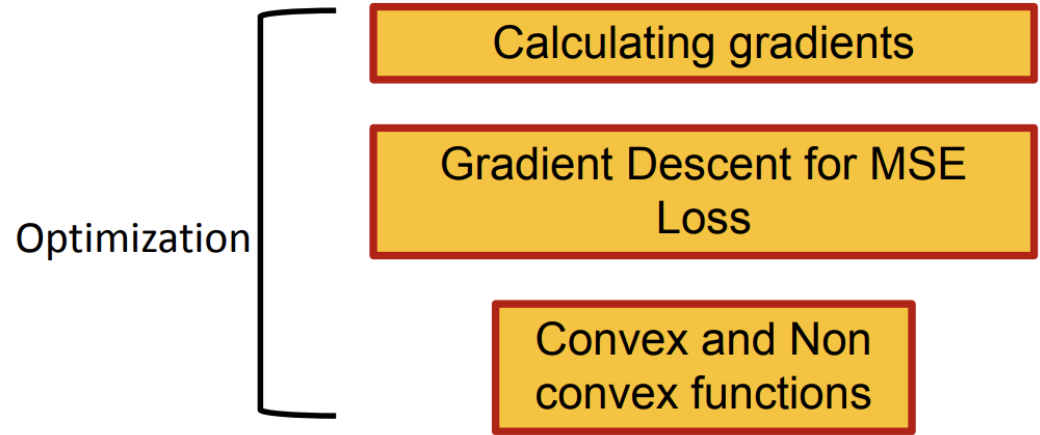 Calculating gradients
Gradient Descent for MSE
Loss
Optimization
Convex and Non
convex functions